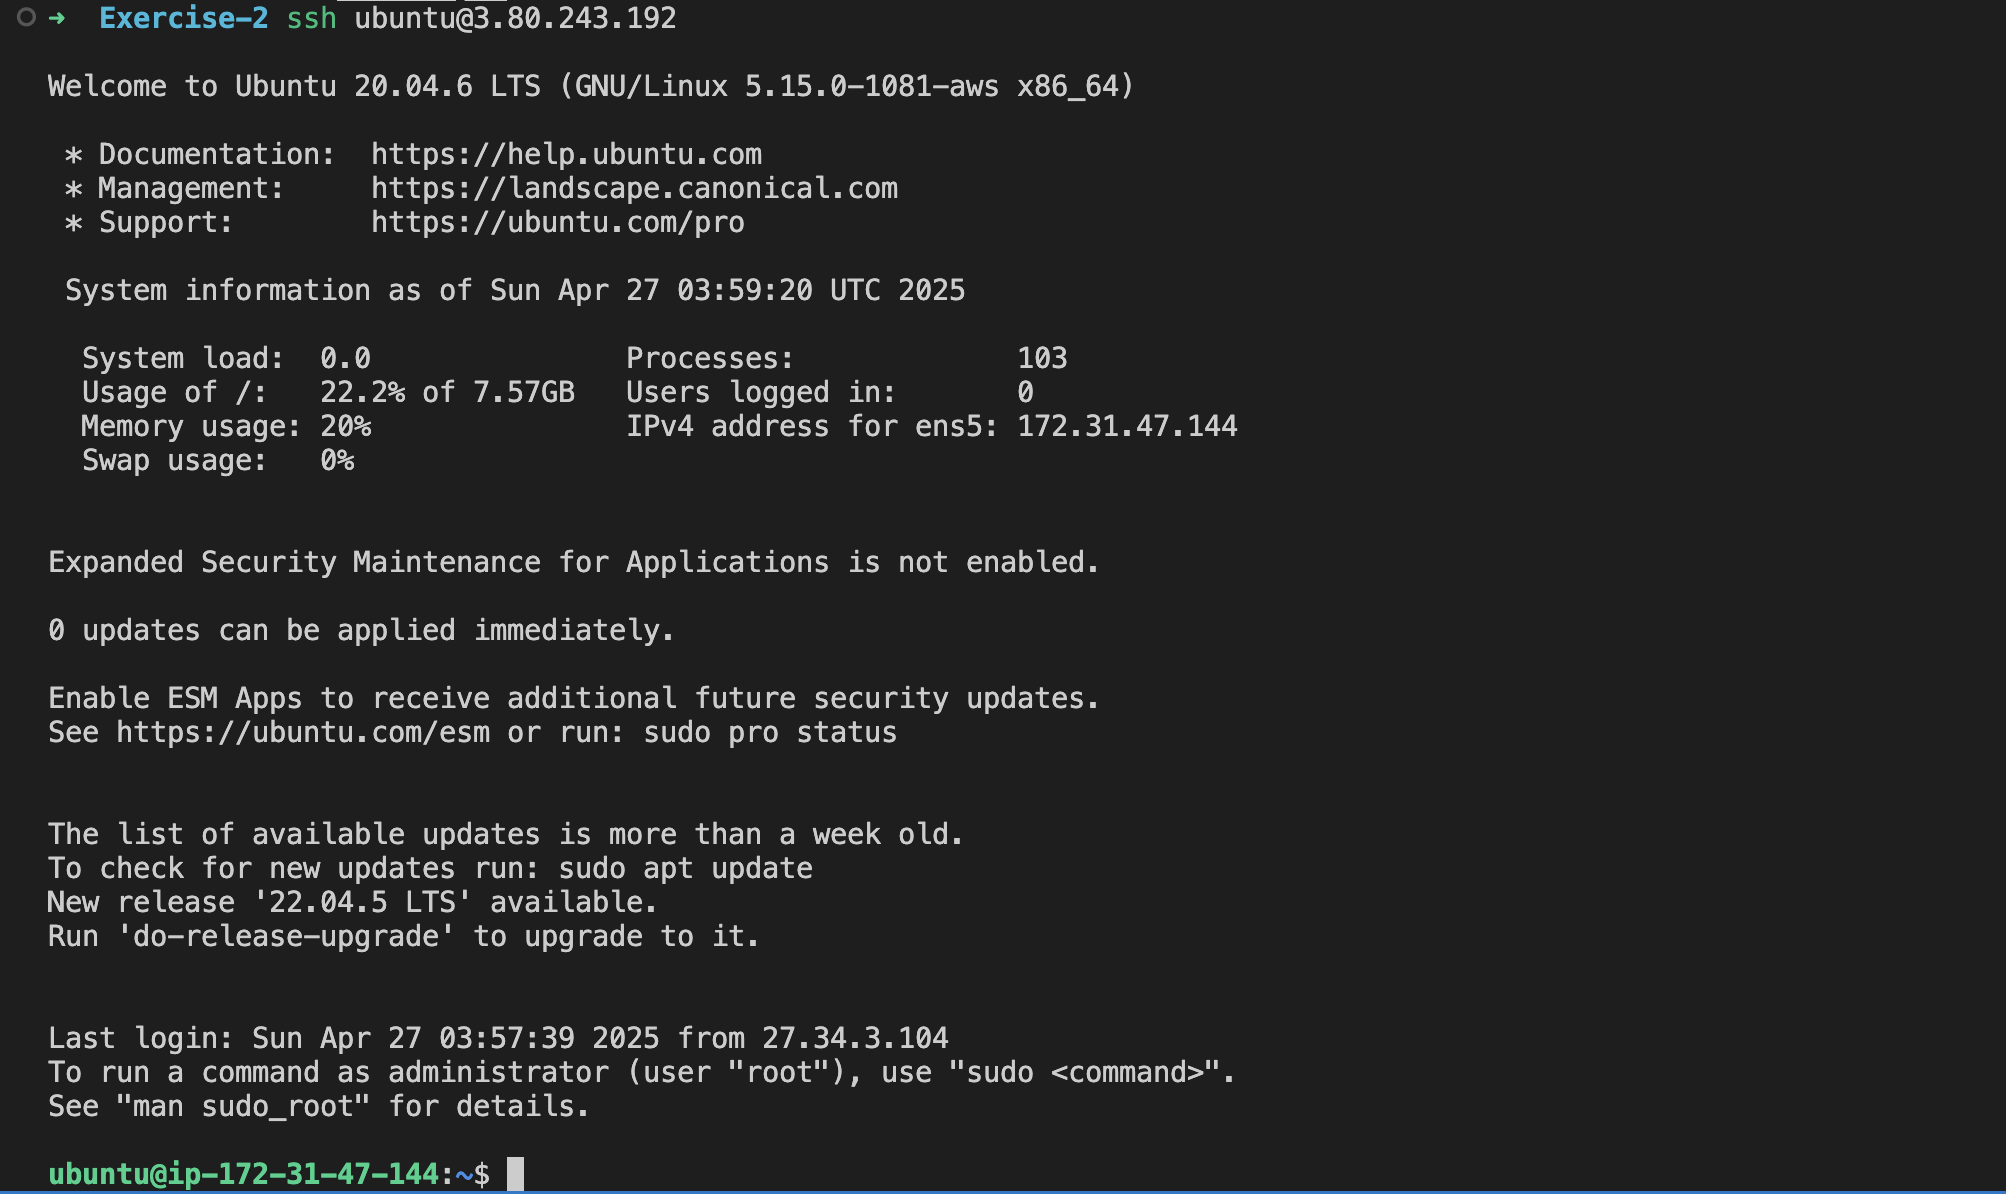 ➜  Exercise-2 ssh ubuntu@3.80.243.192
Welcome to Ubuntu 20.04.6 LTS (GNU/Linux 5.15.0-1081-aws x86_64)
 * Documentation:  https://help.ubuntu.com
 * Management:     https://landscape.canonical.com
 * Support:        https://ubuntu.com/pro
 System information as of Sun Apr 27 03:59:20 UTC 2025
  System load:  0.0               Processes:             103
  Usage of /:   22.2% of 7.57GB   Users logged in:       0
  Memory usage: 20%               IPv4 address for ens5: 172.31.47.144
  Swap usage:   0%
Expanded Security Maintenance for Applications is not enabled.
0 updates can be applied immediately.
Enable ESM Apps to receive additional future security updates.
See https://ubuntu.com/esm or run: sudo pro status
The list of available updates is more than a week old.
To check for new updates run: sudo apt update
New release '22.04.5 LTS' available.
Run 'do-release-upgrade' to upgrade to it.
Last login: Sun Apr 27 03:57:39 2025 from 27.34.3.104
To run a command as administrator (user "root"), use "sudo <command>".
See "man sudo_root" for details.
ubuntu@ip-172-31-47-144:~$